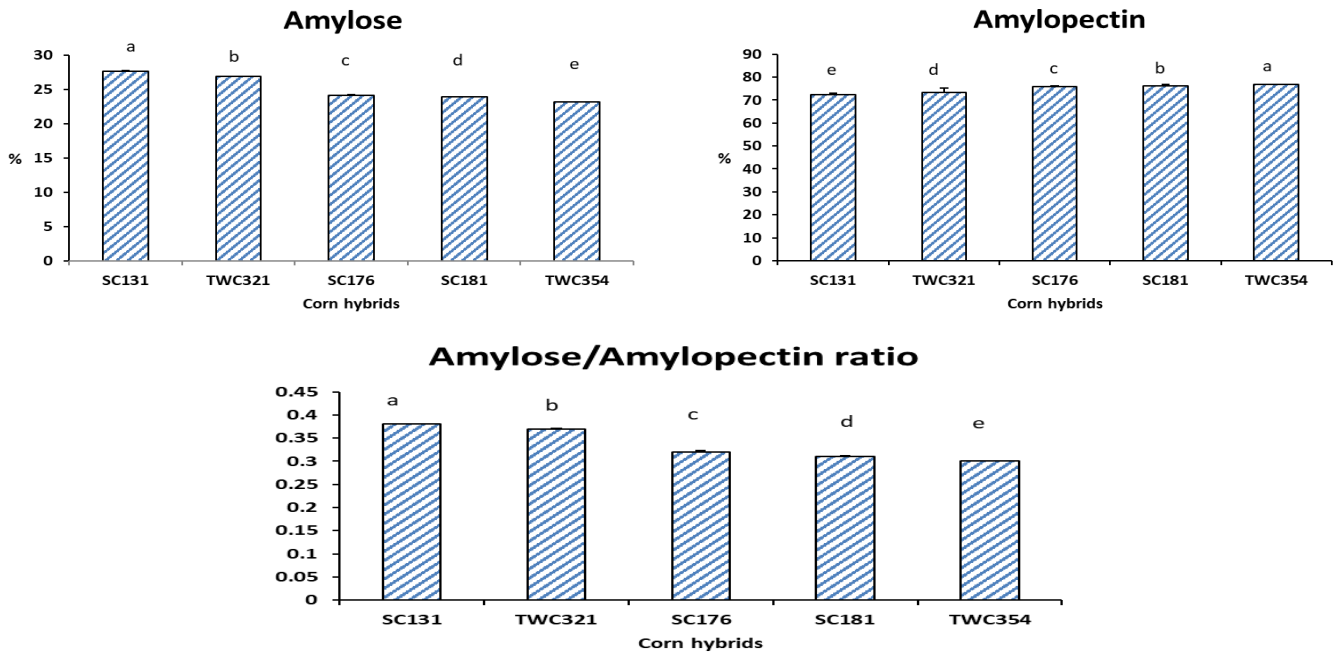 Amylose
a b c d e
30
25
20
15
10
5
0
%
SC131 TWC321 SC176 SC181 TWC354
Corn hybrids
Amylopectin
e d c b a
90
80
70
60
50
40
30
20
10
0
%
SC131 TWC321 SC176 SC181 TWC354
Corn hybrids
Amylose/Amylopectin ratio
a b c d e
0.45
0.4
0.35
0.3
0.25
0.2
0.15
0.1
0.05
0
SC131 TWC321 SC176 SC181 TWC354
Corn hybrids